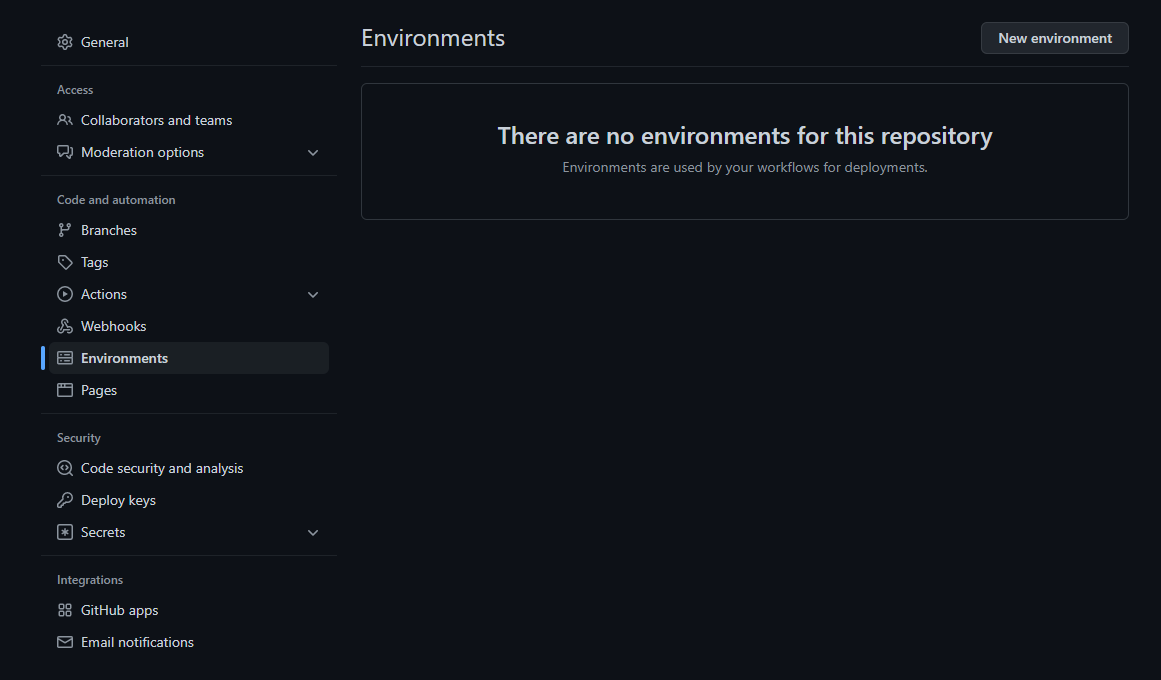 General
Access
Collaborators and teams
Moderation options
Code and automation
Branches
Tags
Actions
Webhooks
Environments
Pages
Security
Code security and analysis
Deploy keys
Secrets
Integrations
GitHub apps
Email notifications
Environments
New environment
There are no environments for this repository
Environments are used by your workflows for deployments.